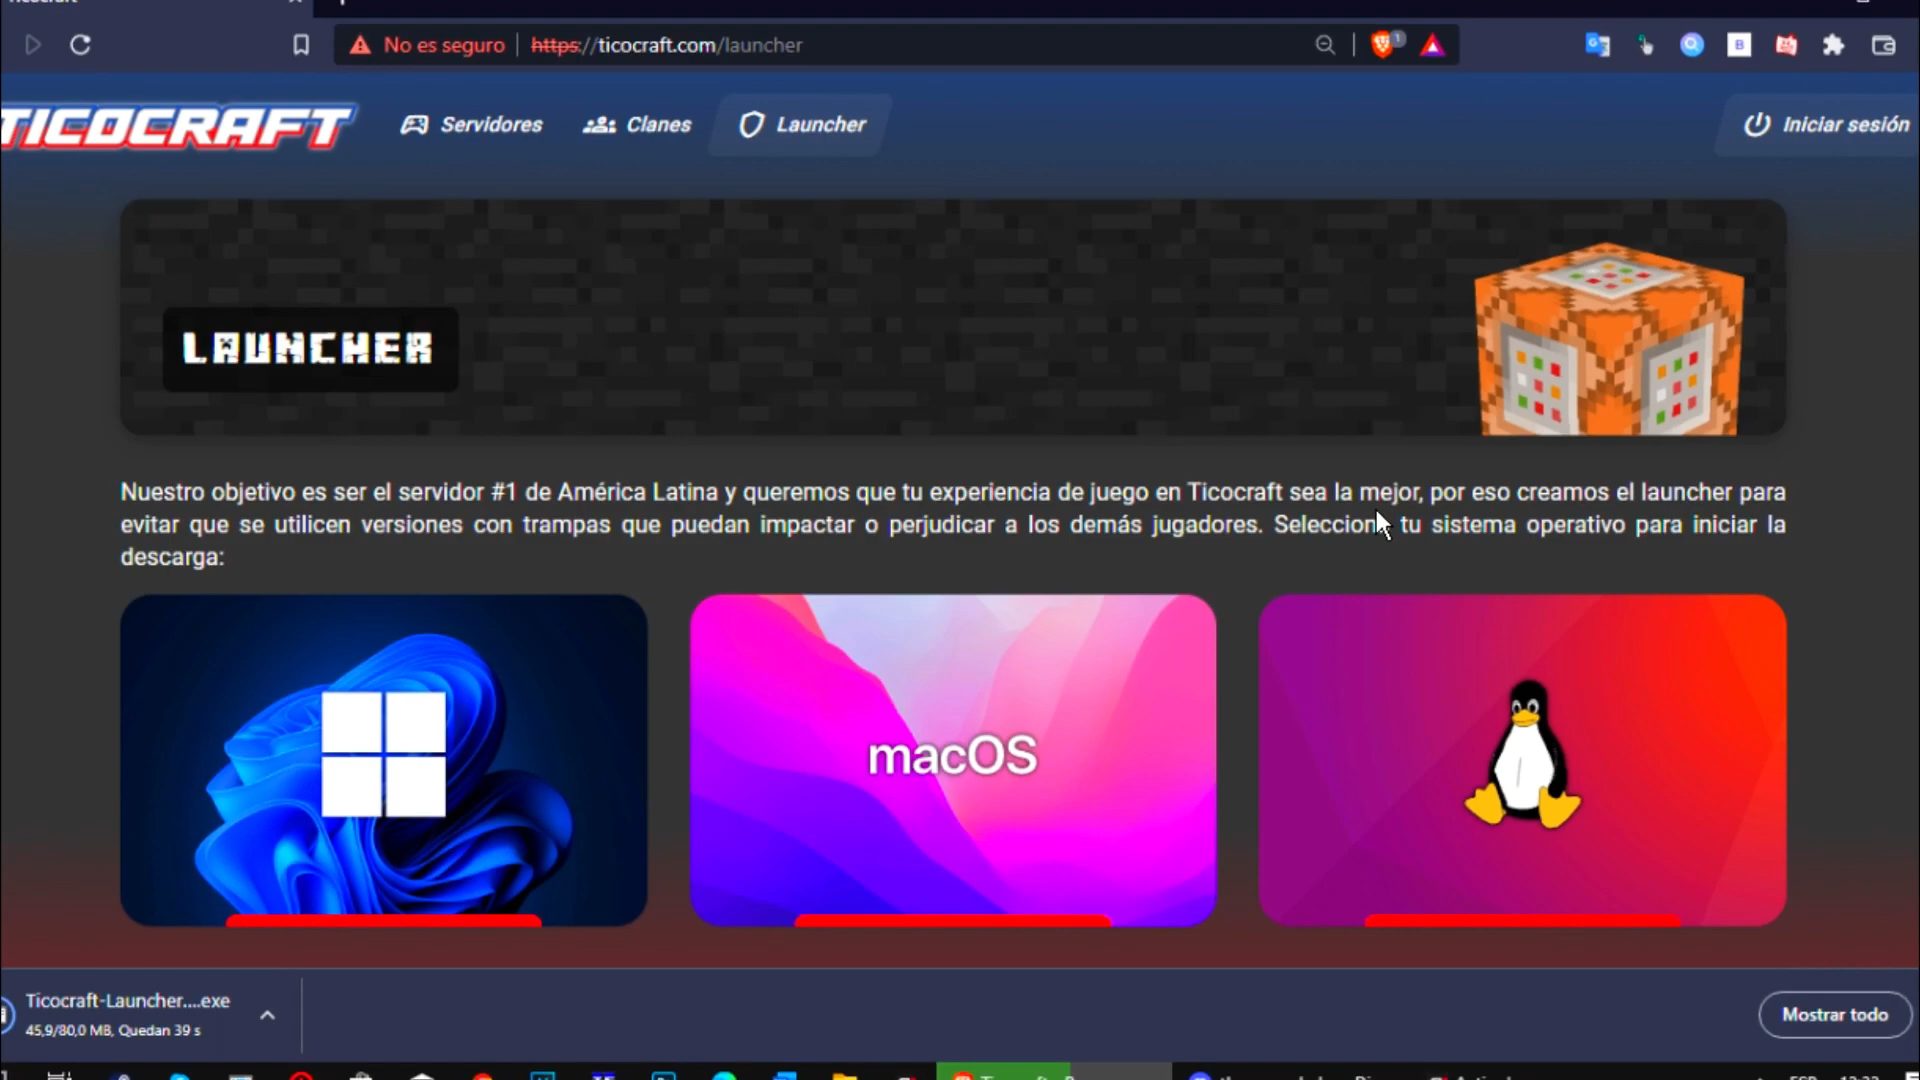 No es seguro
https://ticocraft.com/launcher
TICOCRAFT
Servidores
Clanes
Launcher
Iniciar sesión
LAUNCHER
Nuestro objetivo es ser el servidor #1 de América Latina y queremos que tu experiencia de juego en Ticocraft sea la mejor, por eso creamos el launcher para
evitar que se utilicen versiones con trampas que puedan impactar o perjudicar a los demás jugadores. Selecciona tu sistema operativo para iniciar la
descarga:
macOS
Ticocraft-Launcher....exe
45,9/80,0 MB, Quedan 39 s
Mostrar todo